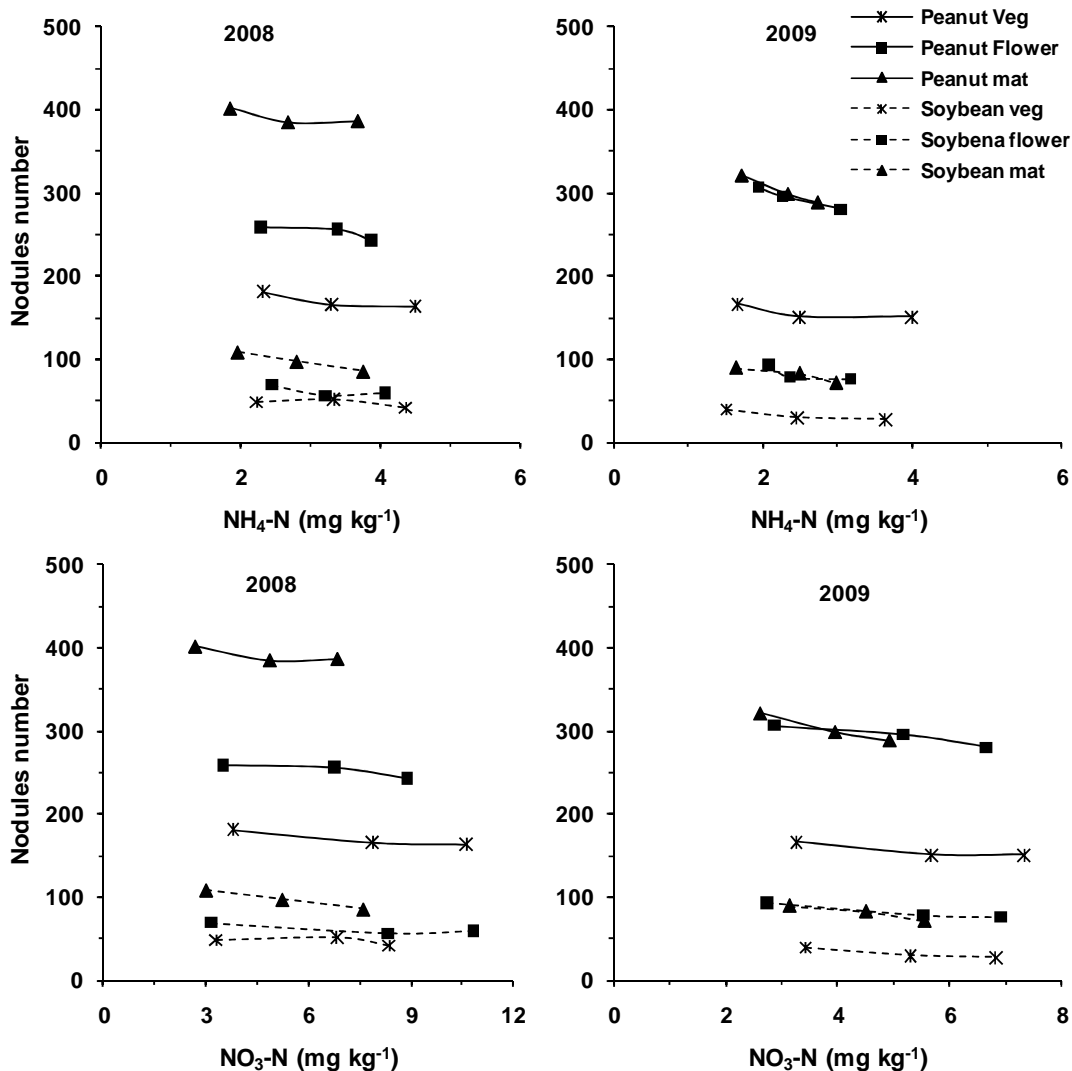 500
400
300
200
100
0
Nodules number
2008
0 2 4 6
NH₄-N (mg kg⁻¹)
500
400
300
200
100
0
2009
0 2 4 6
NH₄-N (mg kg⁻¹)
Peanut Veg
Peanut Flower
Peanut mat
Soybean veg
Soybena flower
Soybean mat
500
400
300
200
100
0
Nodules number
2008
0 3 6 9 12
NO₃-N (mg kg⁻¹)
500
400
300
200
100
0
2009
0 2 4 6 8
NO₃-N (mg kg⁻¹)